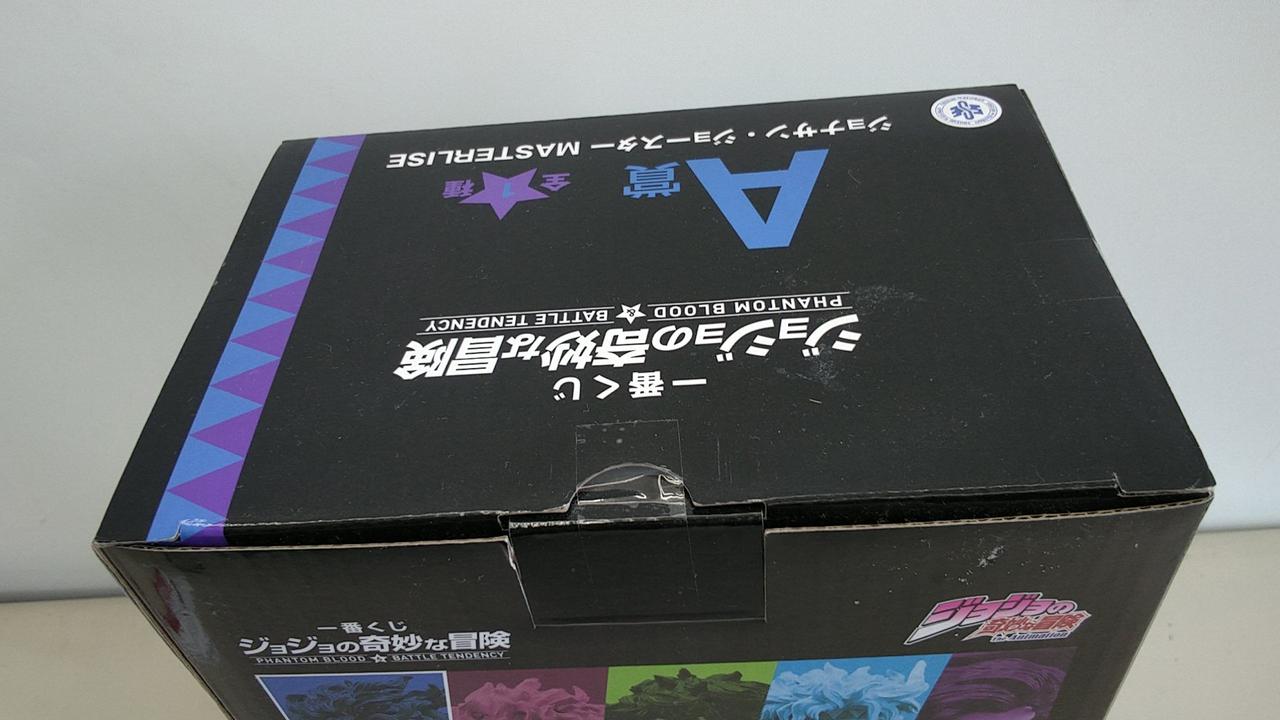 一番くじ
ジョジョの奇妙な冒険
PHANTOM BLOOD & BATTLE TENDENCY
A賞
全1種
ジョナサン・ジョースター MASTERLISE
一番くじ
ジョジョの奇妙な冒険
PHANTOM BLOOD & BATTLE TENDENCY
ジョジョの
奇妙な冒険
the Animation